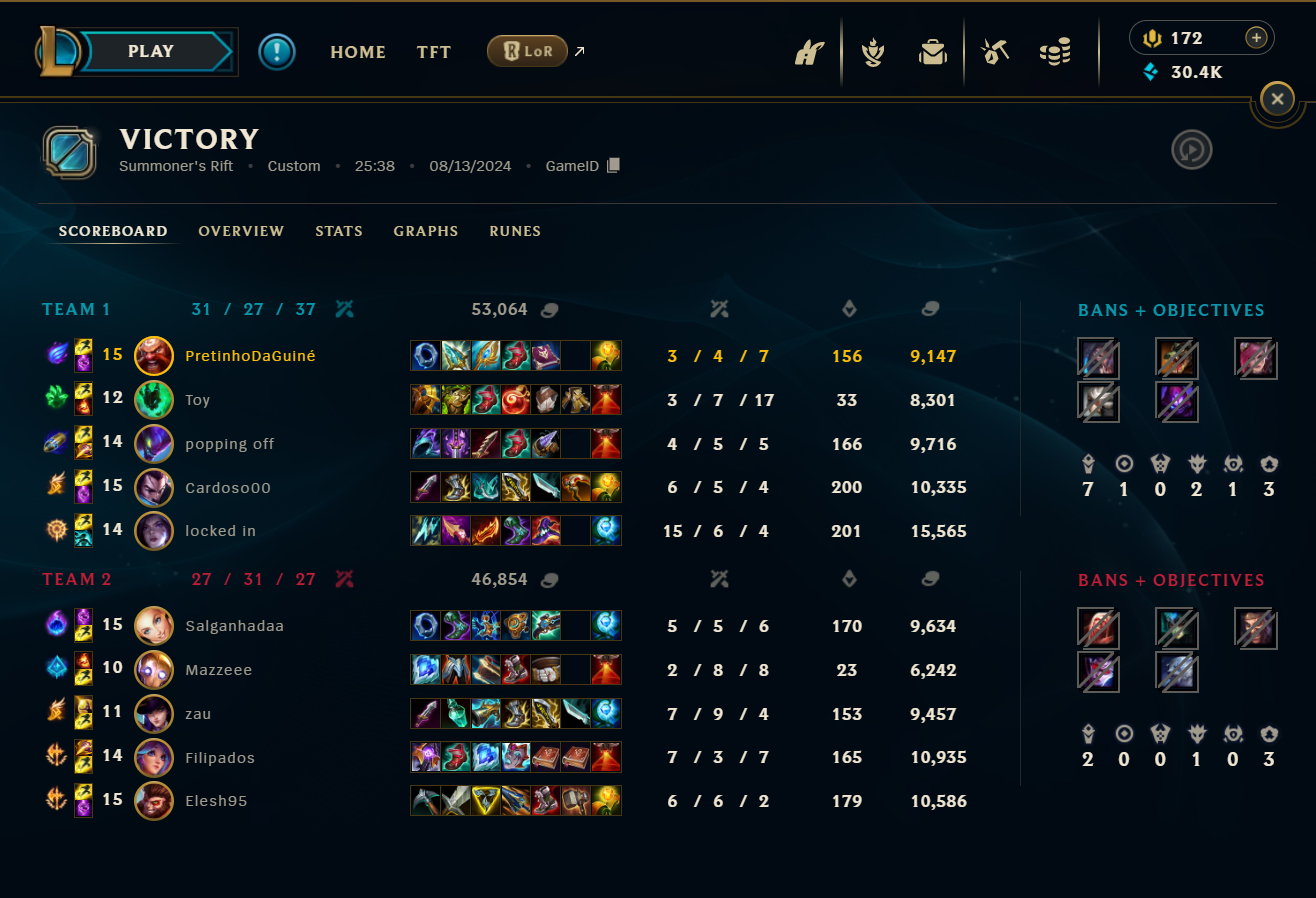 PLAY HOME TFT LoR 172
30.4K
VICTORY
Summoner's Rift • Custom • 25:38 • 08/13/2024 • GameID
SCOREBOARD OVERVIEW STATS GRAPHS RUNES
TEAM 1 31 / 27 / 37 53,064 BANS + OBJECTIVES
15 PretinhoDaGuiné 3 / 4 / 7 156 9,147
12 Toy 3 / 7 / 17 33 8,301
14 popping off 4 / 5 / 5 166 9,716
15 Cardoso00 6 / 5 / 4 200 10,335
7 1 0 2 1 3
14 locked in 15 / 6 / 4 201 15,565
TEAM 2 27 / 31 / 27 46,854 BANS + OBJECTIVES
15 Salganhadaa 5 / 5 / 6 170 9,634
10 Mazzeee 2 / 8 / 8 23 6,242
11 zau 7 / 9 / 4 153 9,457
14 Filipados 7 / 3 / 7 165 10,935
2 0 0 1 0 3
15 Elesh95 6 / 6 / 2 179 10,586